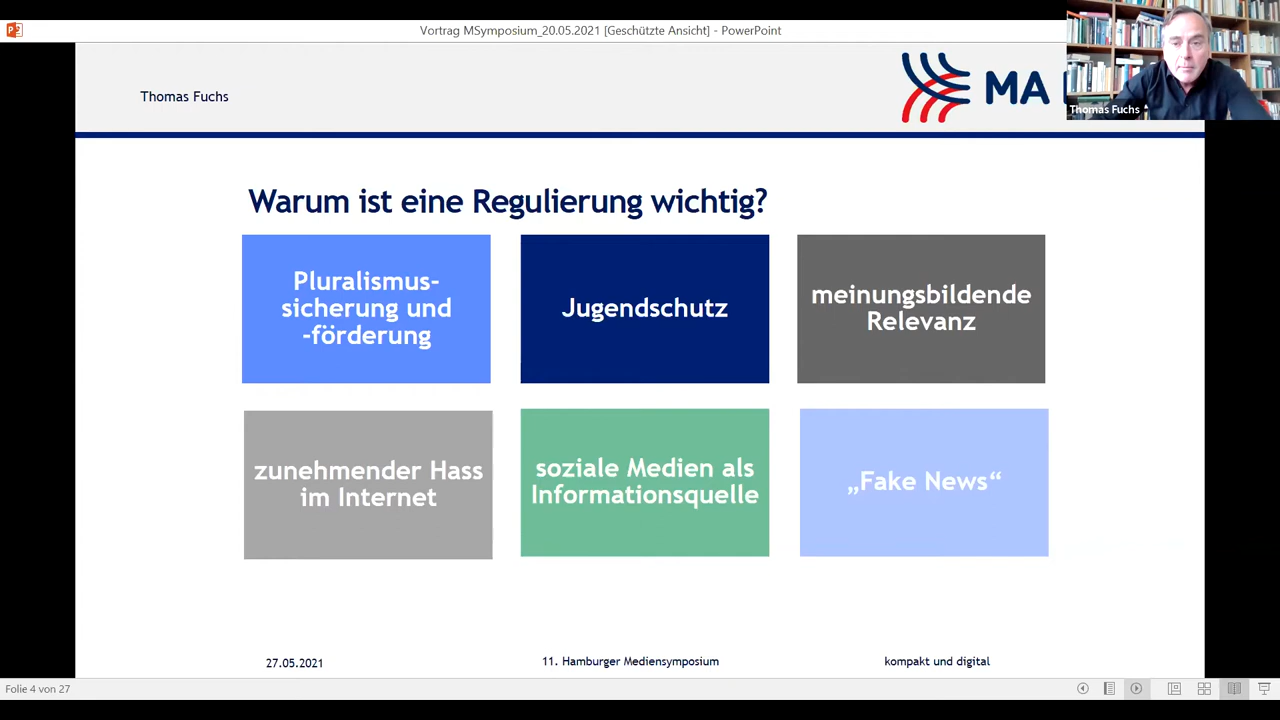 Vortrag MSymposium_20.05.2021 [Geschützte Ansicht] - PowerPoint
Thomas Fuchs
MA
Thomas Fuchs
Warum ist eine Regulierung wichtig?
Pluralismus-
sicherung und
-förderung
Jugendschutz
meinungsbildende
Relevanz
zunehmender Hass
im Internet
soziale Medien als
Informationsquelle
„Fake News“
27.05.2021
11. Hamburger Mediensymposium
kompakt und digital
Folie 4 von 27